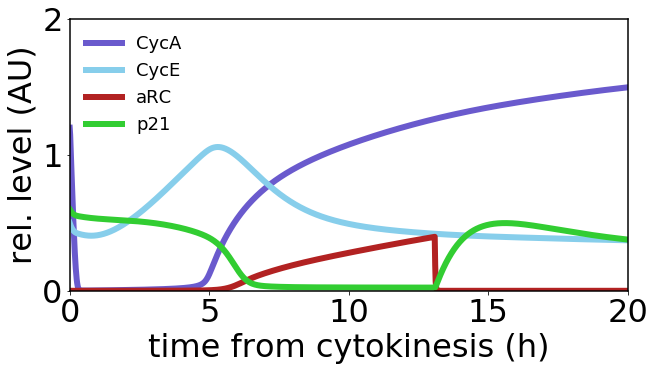 rel. level (AU)
2
1
0
CycA
CycE
aRC
p21
0 5 10 15 20
time from cytokinesis (h)